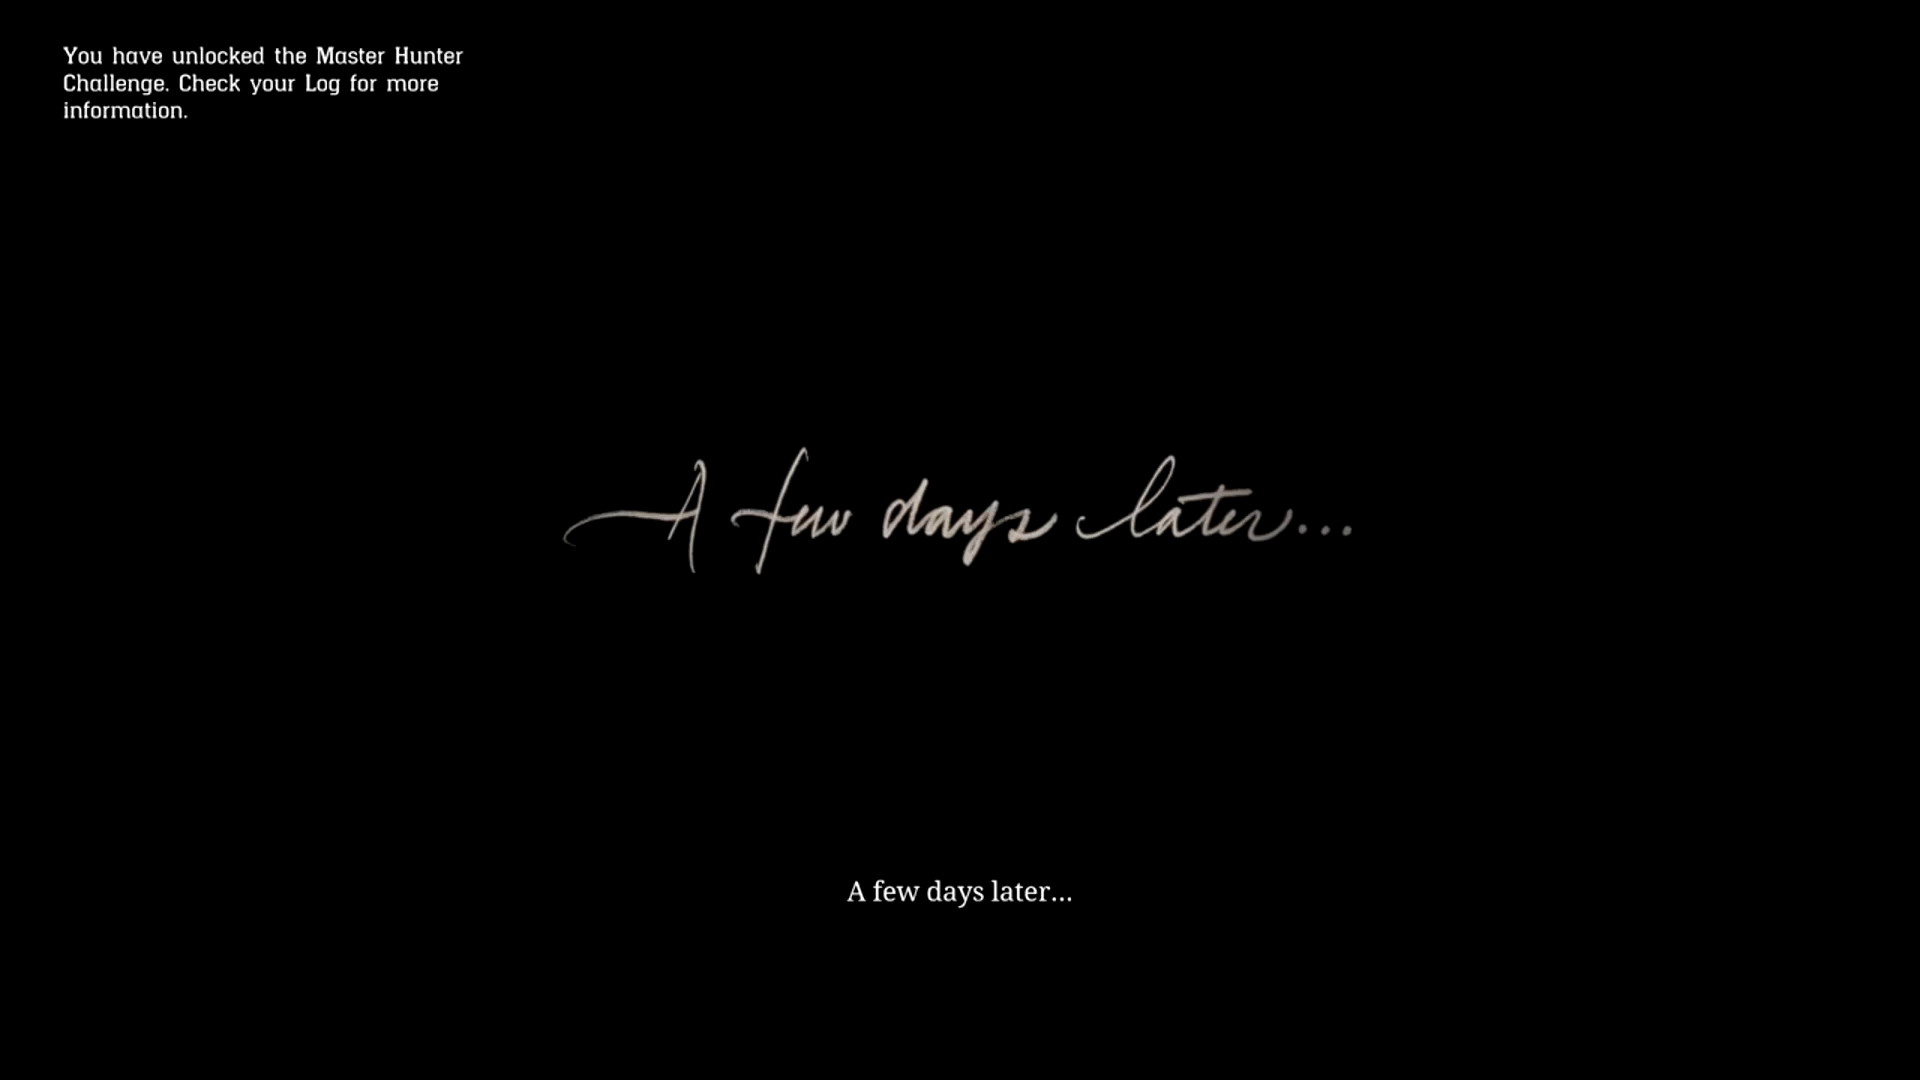 You have unlocked the Master Hunter
Challenge. Check your Log for more
information.
A few days later...
A few days later...